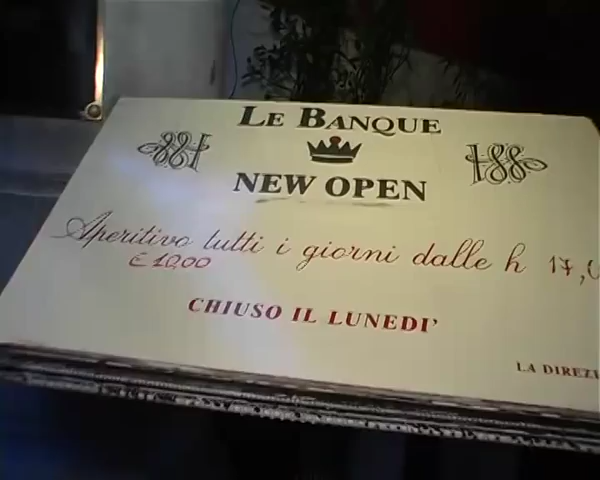 LE BANQUE
NEW OPEN
Aperitivo tutti i giorni dalle h 17,
€ 10,00
CHIUSO IL LUNEDI'
LA DIREZ